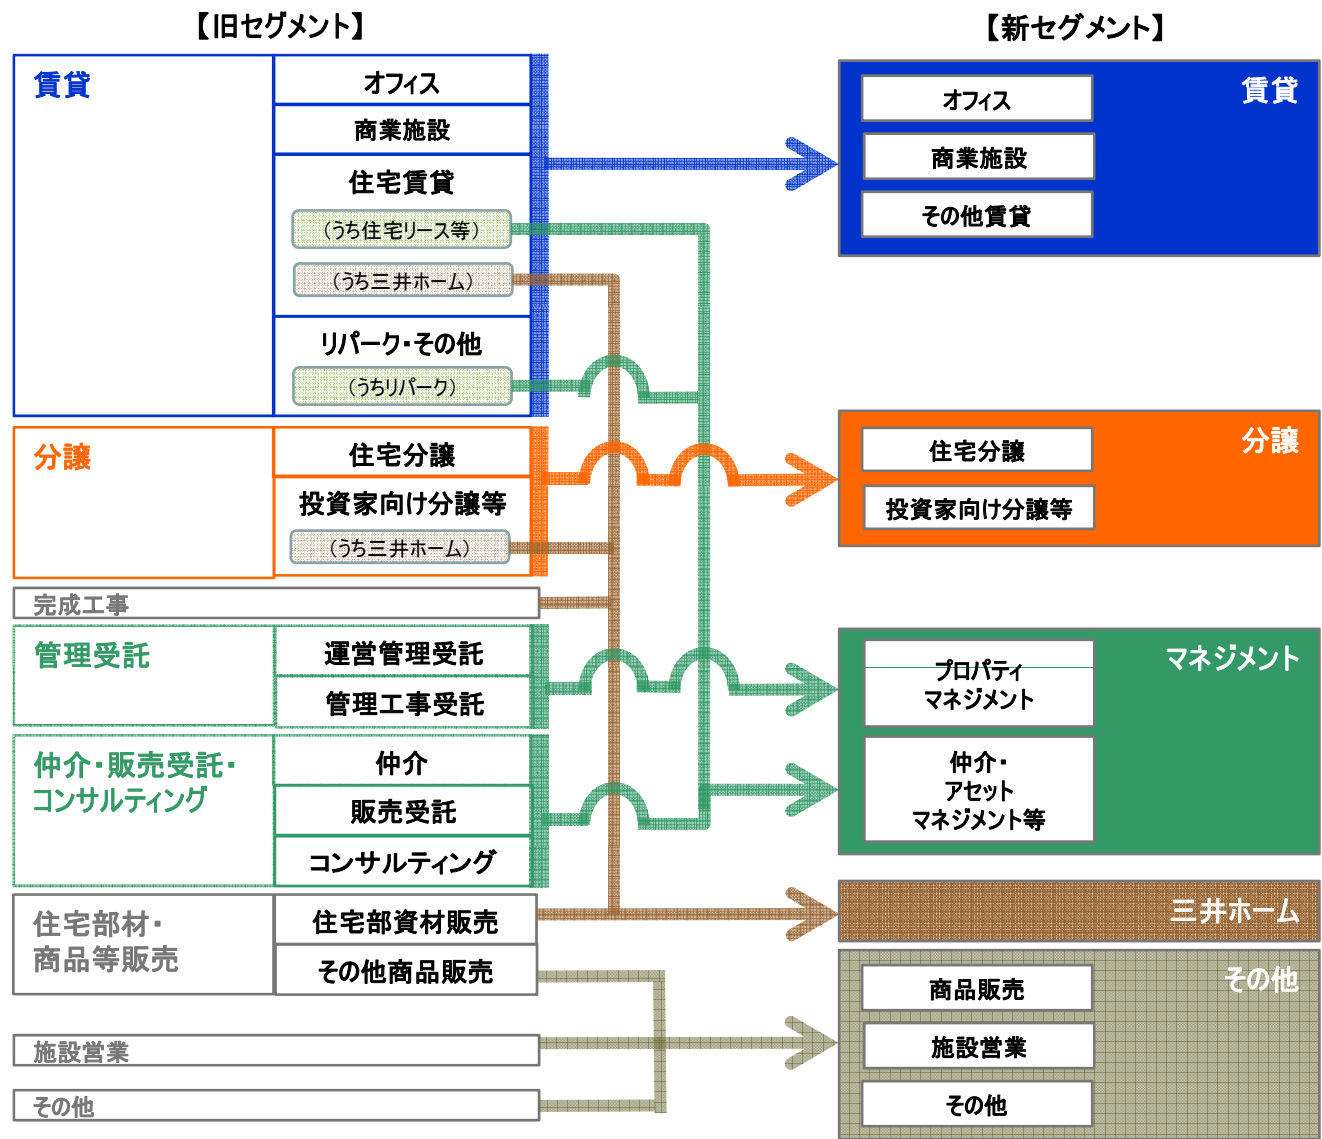 【旧セグメント】
賃貸
オフィス
商業施設
住宅賃貸
(うち住宅リース等)
(うち三井ホーム)
リパーク・その他
(うちリパーク)
分譲
住宅分譲
投資家向け分譲等
(うち三井ホーム)
完成工事
管理受託
運営管理受託
管理工事受託
仲介・販売受託・
コンサルティング
仲介
販売受託
コンサルティング
住宅部材・
商品等販売
住宅部資材販売
その他商品販売
施設営業
その他
【新セグメント】
賃貸
オフィス
商業施設
その他賃貸
分譲
住宅分譲
投資家向け分譲等
マネジメント
プロパティ
マネジメント
仲介・
アセット
マネジメント等
三井ホーム
その他
商品販売
施設営業
その他